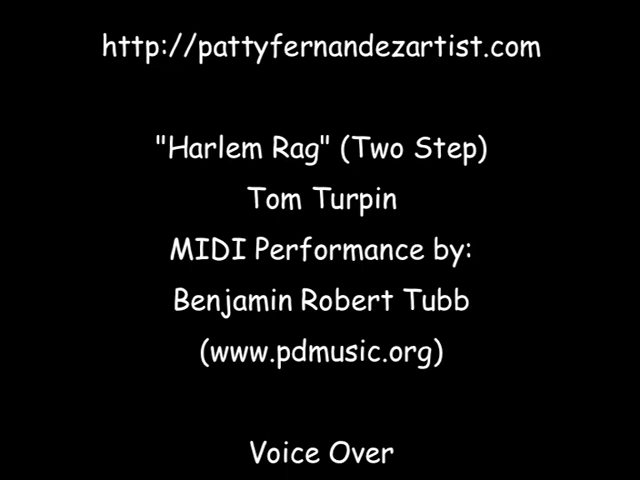 http://pattyfernandezartist.com
"Harlem Rag" (Two Step)
Tom Turpin
MIDI Performance by:
Benjamin Robert Tubb
(www.pdmusic.org)
Voice Over